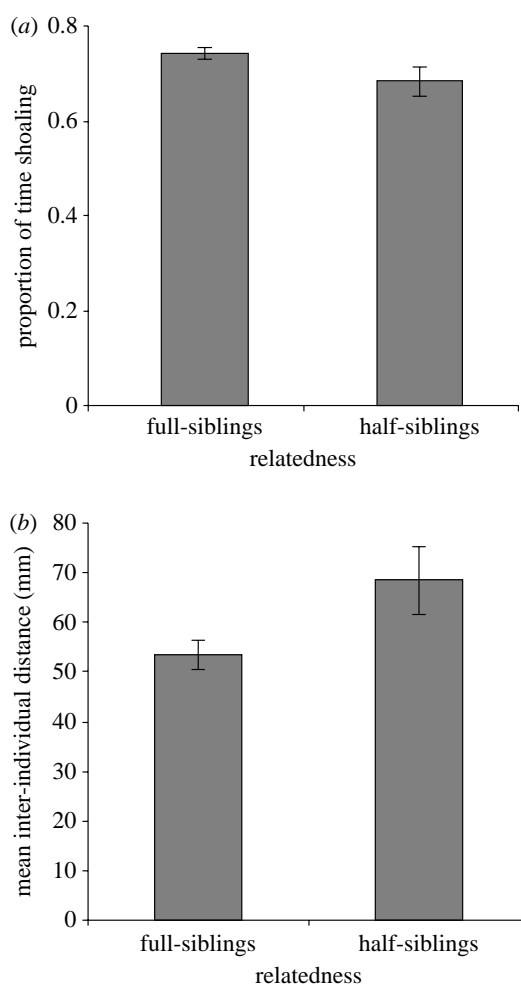 (a)
0.8
0.6
0.4
0.2
0
proportion of time shoaling
full-siblings half-siblings
relatedness
(b)
80
70
60
50
40
30
20
10
0
mean inter-individual distance (mm)
full-siblings half-siblings
relatedness